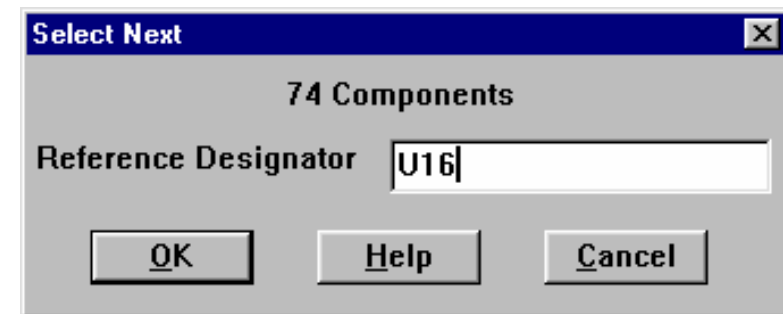 Select Next
74 Components
Reference Designator U16
OK Help Cancel